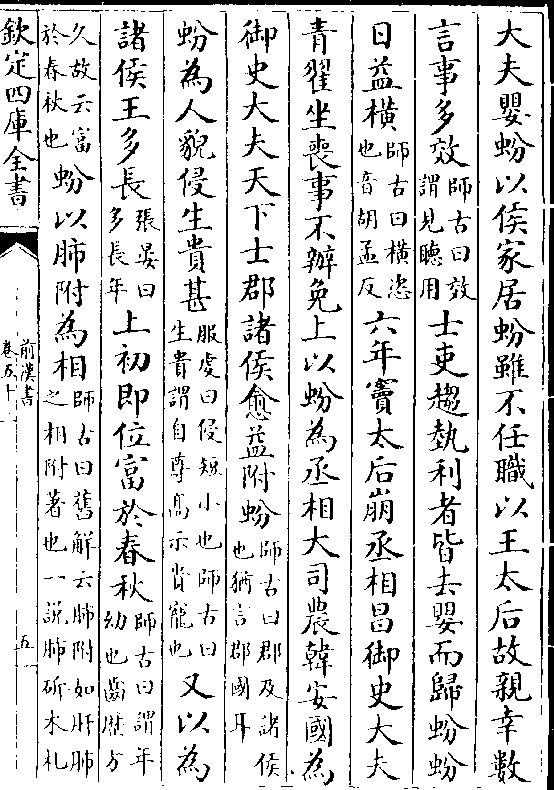 大夫嬰蚡以侯家居蚡雖不任職以王太后故親幸數
言事多效師古曰效謂見聽用士吏趨埶利者皆去嬰而歸蚡蚡
日益橫師古曰橫恣也音胡孟反六年竇太后崩丞相昌御史大夫
青翟坐喪事不辦免上以蚡為丞相大司農韓安國為
御史大夫天下士郡諸侯愈益附蚡師古曰郡及諸侯也猶言郡國耳
蚡為人貌侵生貴甚服虔曰侵短小也師古曰生貴謂自尊高示貴寵也又以為
諸侯王多長張晏曰多長年上初即位富於春秋師古曰謂年幼也齒歷方
久故云富於春秋也蚡以肺附為相師古曰舊解云肺附如肝肺之相附著也一說肺斫木札
欽定四庫全書
前漢書
卷五十
五